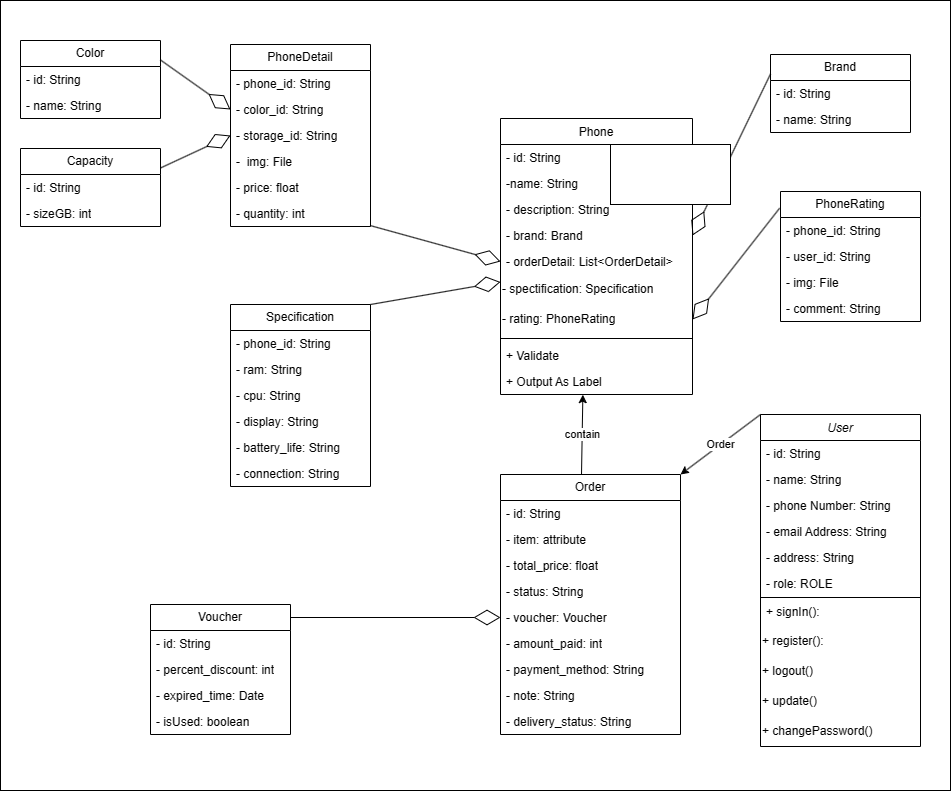 Color
- id: String
- name: String
Capacity
- id: String
- sizeGB: int
PhoneDetail
- phone_id: String
- color_id: String
- storage_id: String
- img: File
- price: float
- quantity: int
Specification
- phone_id: String
- ram: String
- cpu: String
- display: String
- battery_life: String
- connection: String
Phone
- id: String
-name: String
- description: String
- brand: Brand
- orderDetail: List<OrderDetail>
- spectification: Specification
- rating: PhoneRating
+ Validate
+ Output As Label
Brand
- id: String
- name: String
PhoneRating
- phone_id: String
- user_id: String
- img: File
- comment: String
contain
Order
Order
- id: String
- item: attribute
- total_price: float
- status: String
- voucher: Voucher
- amount_paid: int
- payment_method: String
- note: String
- delivery_status: String
User
- id: String
- name: String
- phone Number: String
- email Address: String
- address: String
- role: ROLE
+ signIn():
+ register():
+ logout()
+ update()
+ changePassword()
Voucher
- id: String
- percent_discount: int
- expired_time: Date
- isUsed: boolean